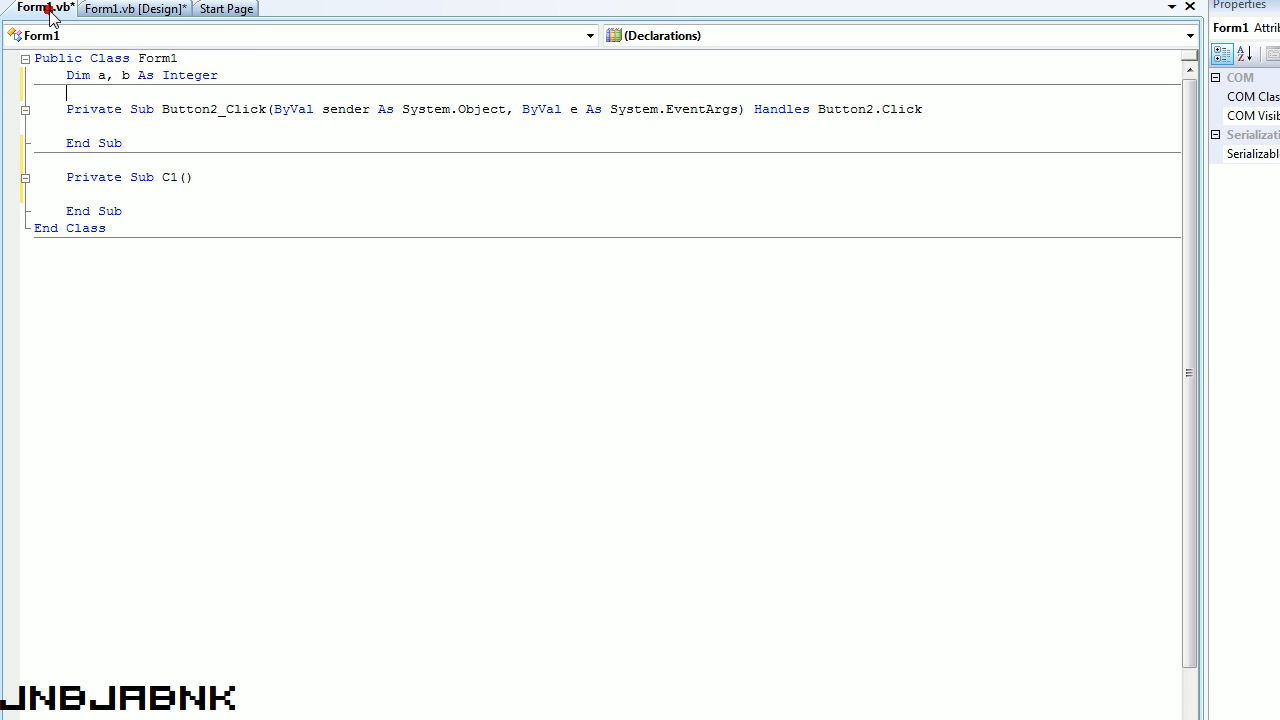 Form1.vb* Form1.vb [Design]* Start Page
Properties
Form1
(Declarations)
Form1 Attri
Public Class Form1
Dim a, b As Integer
COM
COM Clas
Private Sub Button2_Click(ByVal sender As System.Object, ByVal e As System.EventArgs) Handles Button2.Click
COM Visib
Serializati
End Sub
Serializabl
Private Sub C1()
End Sub
End Class
JNBJABNK